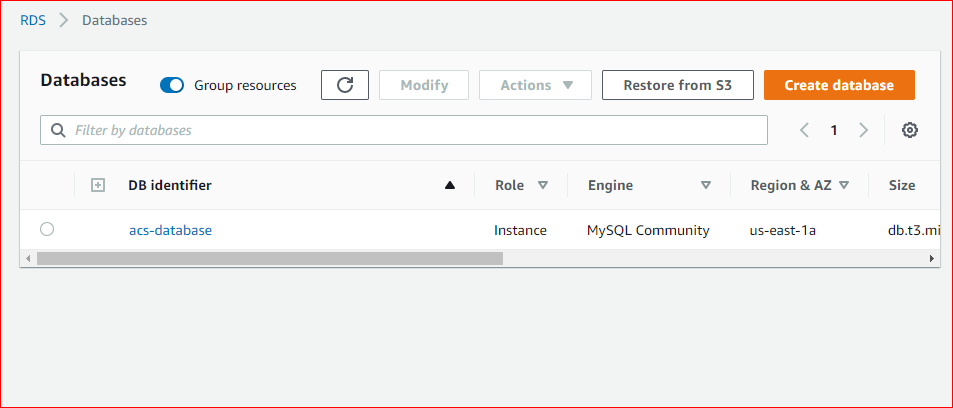 RDS > Databases
Databases Group resources Modify Actions Restore from S3 Create database
Filter by databases 1
DB identifier Role Engine Region & AZ Size
acs-database Instance MySQL Community us-east-1a db.t3.mi